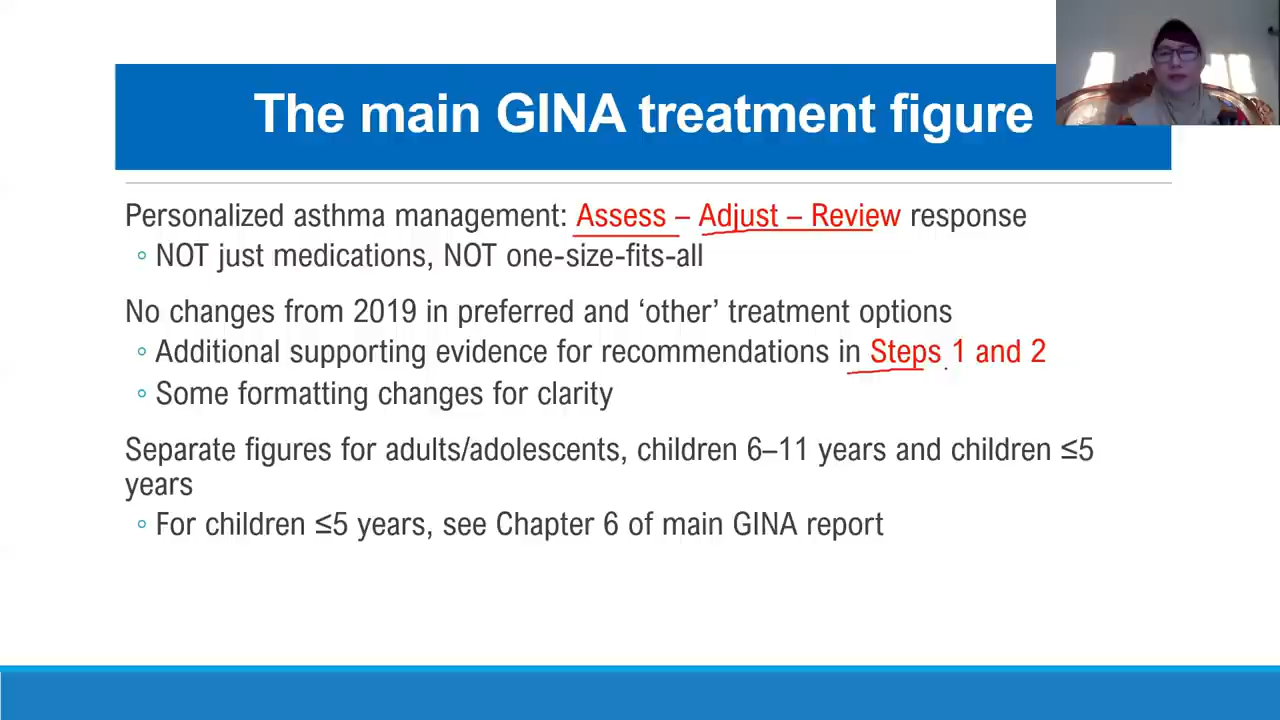 The main GINA treatment figure
Personalized asthma management: Assess – Adjust – Review response
◦ NOT just medications, NOT one-size-fits-all
No changes from 2019 in preferred and ‘other’ treatment options
◦ Additional supporting evidence for recommendations in Steps 1 and 2
◦ Some formatting changes for clarity
Separate figures for adults/adolescents, children 6–11 years and children ≤5
years
◦ For children ≤5 years, see Chapter 6 of main GINA report